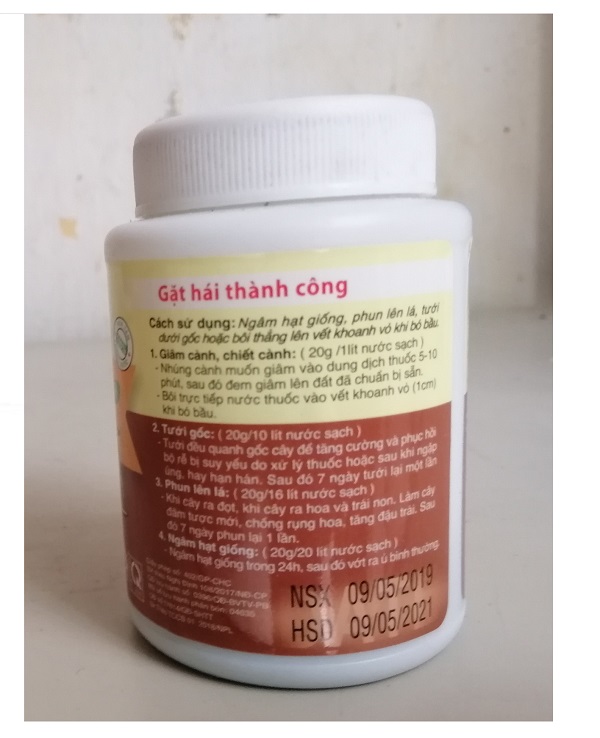 Gặt hái thành công
Cách sử dụng: Ngâm hạt giống, phun lên lá, tưới
dưới gốc hoặc bôi thẳng lên vết khoanh vỏ khi bó bầu.
1. Giâm cành, chiết cành: ( 20g /1lít nước sạch )
- Nhúng cành muốn giâm vào dung dịch thuốc 5-10
phút, sau đó đem giâm lên đất đã chuẩn bị sẵn.
- Bôi trực tiếp nước thuốc vào vết khoanh vỏ (1cm)
khi bó bầu.
2. Tưới gốc: ( 20g/10 lít nước sạch )
- Tưới đều quanh gốc cây để tăng cường và phục hồi
bộ rễ bị suy yếu do xử lý thuốc hoặc sau khi ngập
úng, hay hạn hán. Sau đó 7 ngày tưới lại một lần
3. Phun lên lá: ( 20g/16 lít nước sạch )
- Khi cây ra đọt, khi cây ra hoa và trái non. Làm cây
đâm tược mới, chống rụng hoa, tăng đậu trái. Sau
đó 7 ngày phun lại 1 lần.
4. Ngâm hạt giống: ( 20g/20 lít nước sạch )
- Ngâm hạt giống trong 24h, sau đó vớt ra ủ bình thường.
NSX 09/05/2019
HSD 09/05/2021